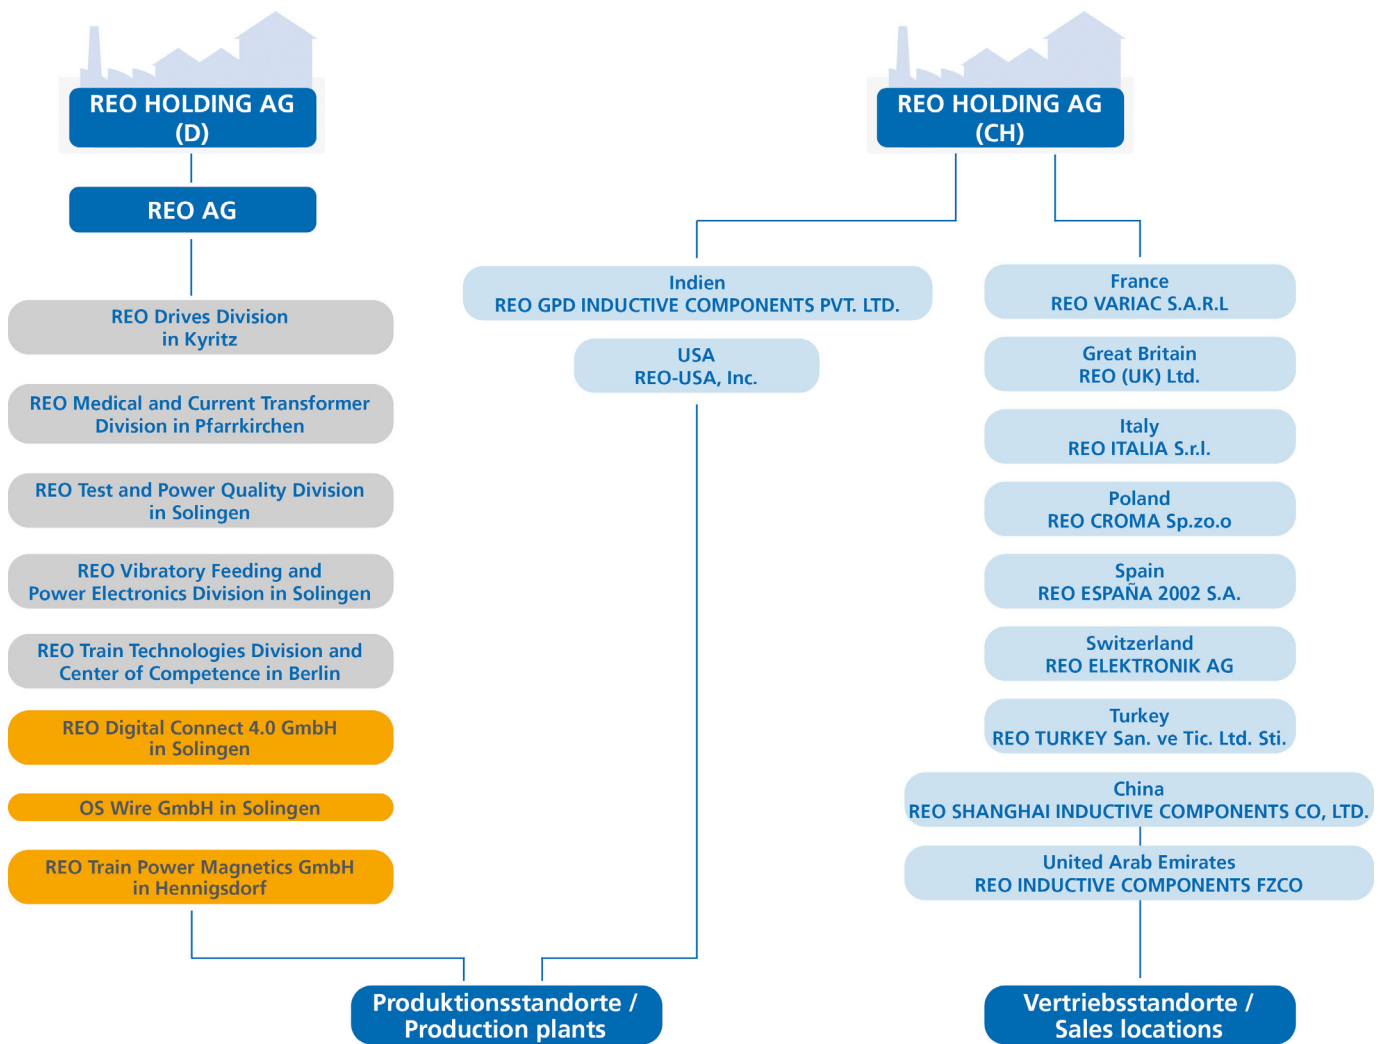 REO HOLDING AG
(D)
REO AG
REO Drives Division
in Kyritz
REO Medical and Current Transformer
Division in Pfarrkirchen
REO Test and Power Quality Division
in Solingen
REO Vibratory Feeding and
Power Electronics Division in Solingen
REO Train Technologies Division and
Center of Competence in Berlin
REO Digital Connect 4.0 GmbH
in Solingen
OS Wire GmbH in Solingen
REO Train Power Magnetics GmbH
in Hennigsdorf
REO HOLDING AG
(CH)
Indien
REO GPD INDUCTIVE COMPONENTS PVT. LTD.
USA
REO-USA, Inc.
France
REO VARIAC S.A.R.L
Great Britain
REO (UK) Ltd.
Italy
REO ITALIA S.r.l.
Poland
REO CROMA Sp.zo.o
Spain
REO ESPAÑA 2002 S.A.
Switzerland
REO ELEKTRONIK AG
Turkey
REO TURKEY San. ve Tic. Ltd. Sti.
China
REO SHANGHAI INDUCTIVE COMPONENTS CO, LTD.
United Arab Emirates
REO INDUCTIVE COMPONENTS FZCO
Produktionsstandorte /
Production plants
Vertriebsstandorte /
Sales locations